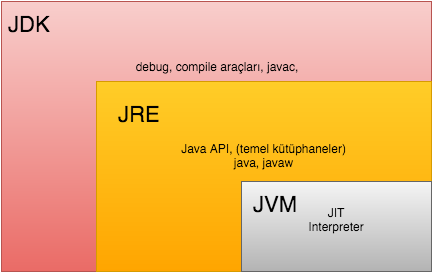 JDK
debug, compile araçları, javac,
JRE
Java API, (temel kütüphaneler)
java, javaw
JVM
JIT
Interpreter